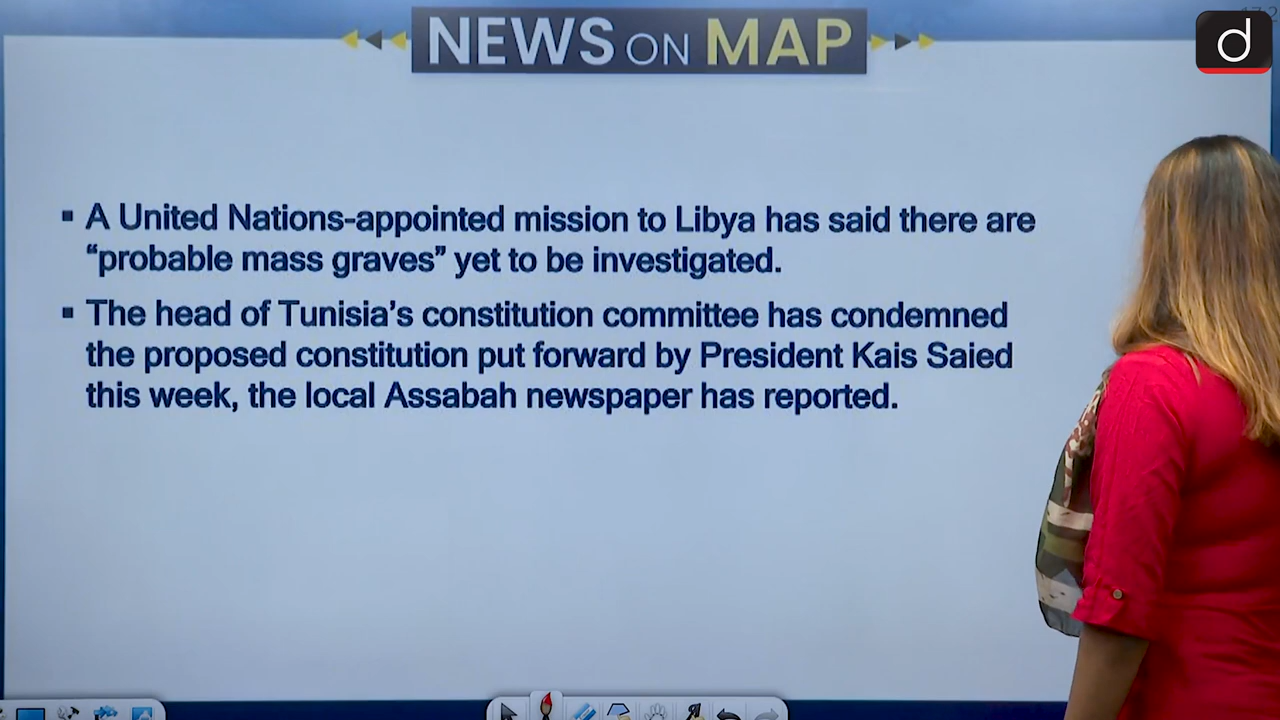 NEWS ON MAP
d
▪ A United Nations-appointed mission to Libya has said there are
“probable mass graves” yet to be investigated.
▪ The head of Tunisia’s constitution committee has condemned
the proposed constitution put forward by President Kais Saied
this week, the local Assabah newspaper has reported.